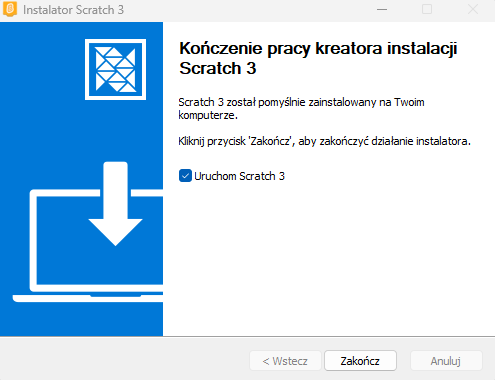 Instalator Scratch 3
Kończenie pracy kreatora instalacji
Scratch 3
Scratch 3 został pomyślnie zainstalowany na Twoim
komputerze.
Kliknij przycisk 'Zakończ', aby zakończyć działanie instalatora.
Uruchom Scratch 3
< Wstecz
Zakończ
Anuluj